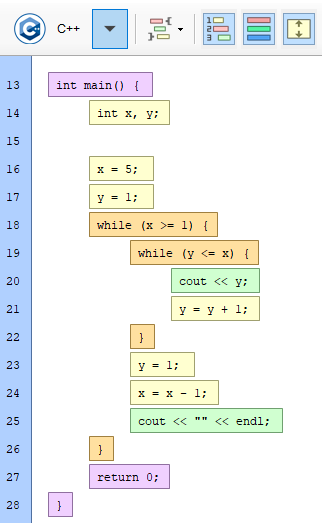 C++
13 int main() {
14 int x, y;
15
16 x = 5;
17 y = 1;
18 while (x >= 1) {
19 while (y <= x) {
20 cout << y;
21 y = y + 1;
22 }
23 y = 1;
24 x = x - 1;
25 cout << "" << endl;
26 }
27 return 0;
28 }